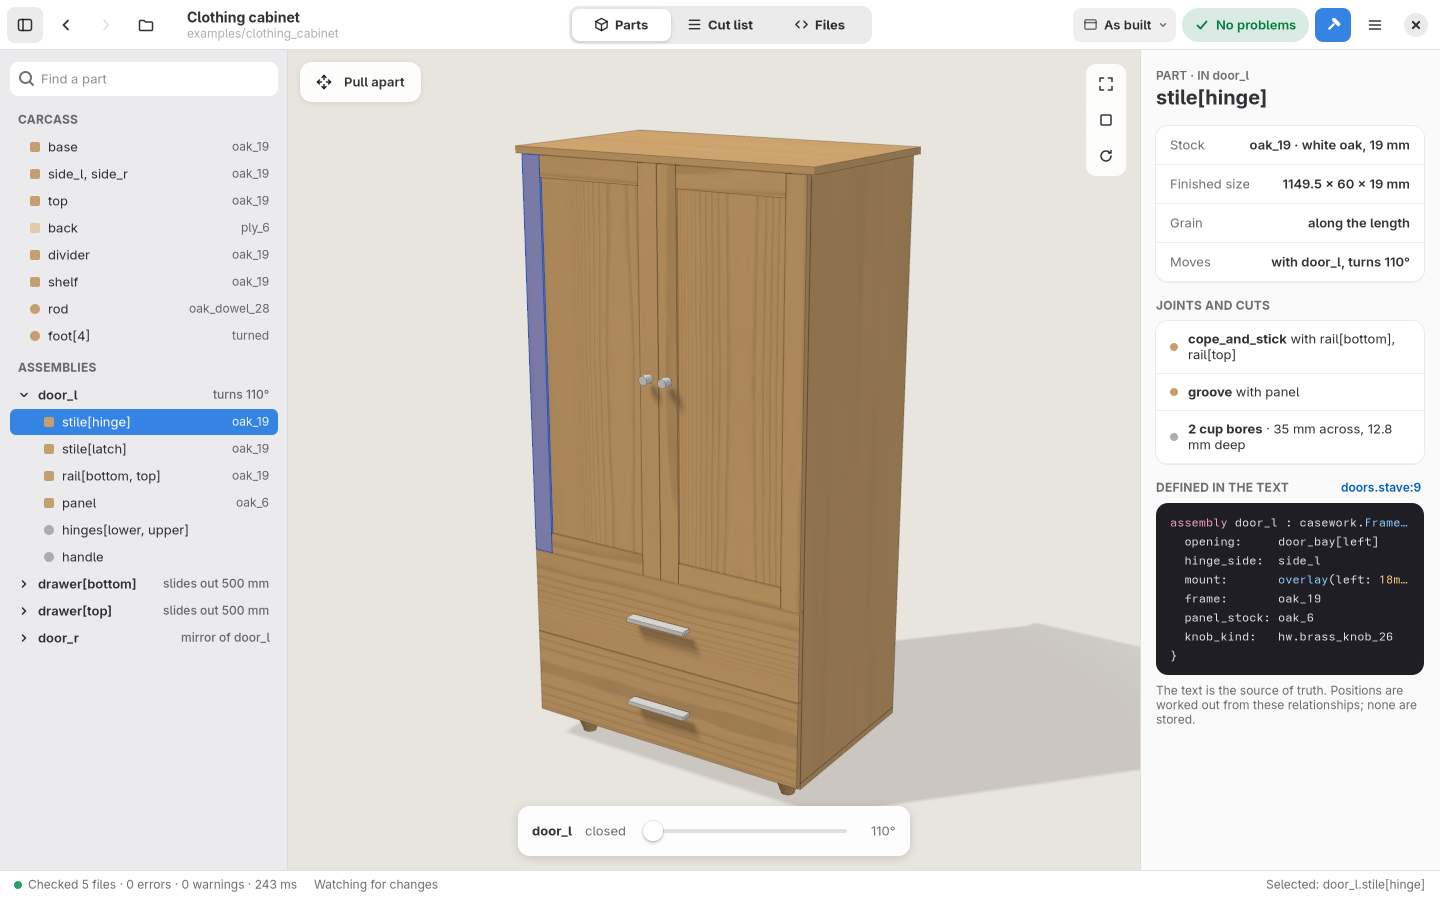 Clothing cabinet
examples/clothing_cabinet
Parts
Cut list
Files
As built
No problems
Find a part
CARCASS
base oak_19
side_l, side_r oak_19
top oak_19
back ply_6
divider oak_19
shelf oak_19
rod oak_dowel_28
foot[4] turned
ASSEMBLIES
door_l turns 110°
stile[hinge] oak_19
stile[latch] oak_19
rail[bottom, top] oak_19
panel oak_6
hinges[lower, upper]
handle
drawer[bottom] slides out 500 mm
drawer[top] slides out 500 mm
door_r mirror of door_l
Pull apart
door_l closed 110°
PART · IN door_l
stile[hinge]
Stock oak_19 · white oak, 19 mm
Finished size 1149.5 × 60 × 19 mm
Grain along the length
Moves with door_l, turns 110°
JOINTS AND CUTS
cope_and_stick with rail[bottom],
rail[top]
groove with panel
2 cup bores · 35 mm across, 12.8
mm deep
DEFINED IN THE TEXT doors.stave:9
assembly door_l : casework.Frame…
opening: door_bay[left]
hinge_side: side_l
mount: overlay(left: 18m…
frame: oak_19
panel_stock: oak_6
knob_kind: hw.brass_knob_26
}
The text is the source of truth. Positions are
worked out from these relationships; none are
stored.
Checked 5 files · 0 errors · 0 warnings · 243 ms Watching for changes
Selected: door_l.stile[hinge]